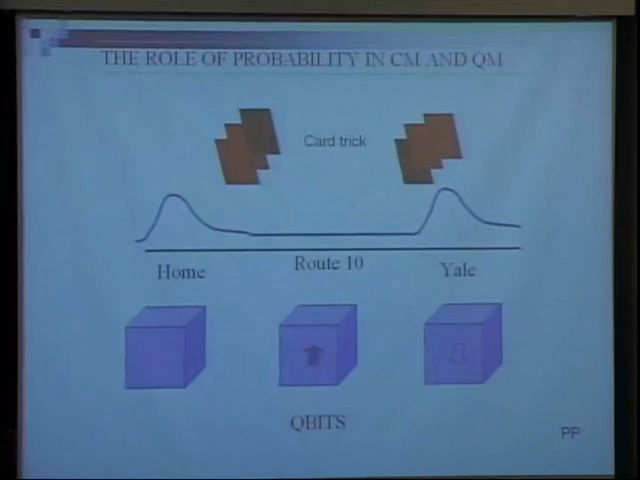 THE ROLE OF PROBABILITY IN CM AND QM
Card trick
Home
Route 10
Yale
QBITS
PP